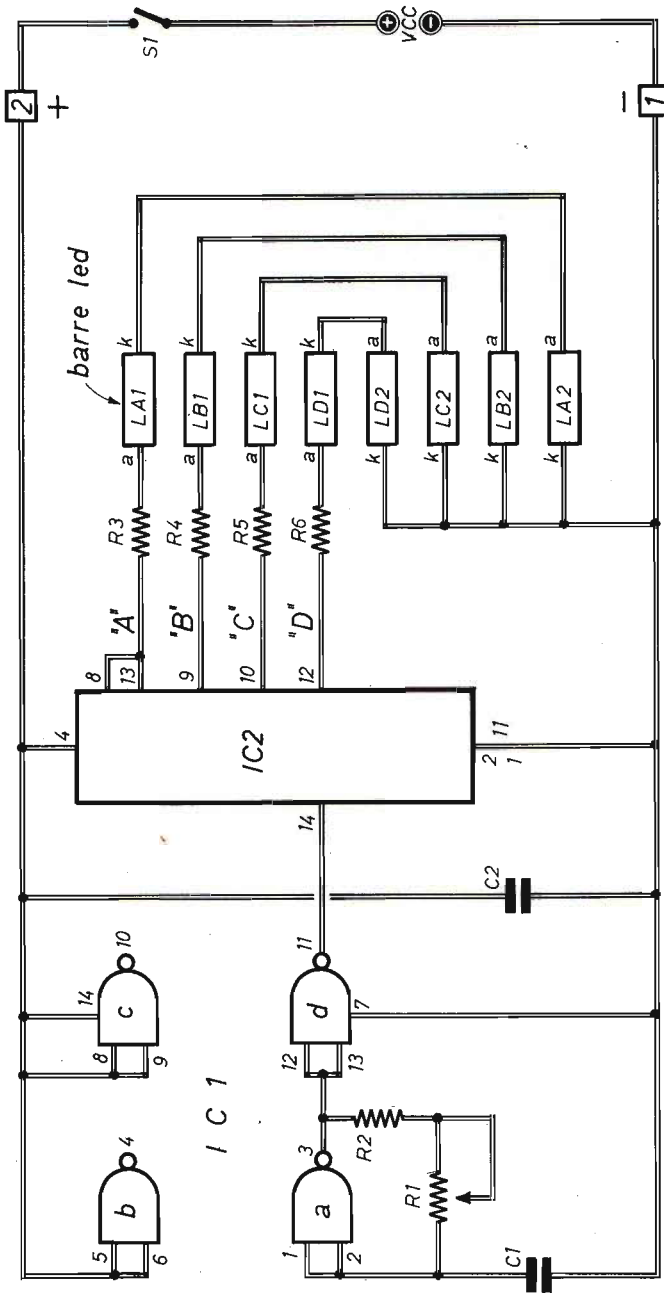 2
+
S1
VCC
+
-
1
-
barre led
a
LA1
k
a
LB1
k
a
LC1
k
a
LD1
k
k
LD2
a
k
LC2
a
k
LB2
a
k
LA2
a
R3
R4
R5
R6
"A"
"B"
"C"
"D"
8
13
9
10
12
4
IC2
14
2
1
11
C2
5
6
b
4
8
9
c
14
10
IC1
1
2
a
3
12
13
d
11
7
R2
R1
C1